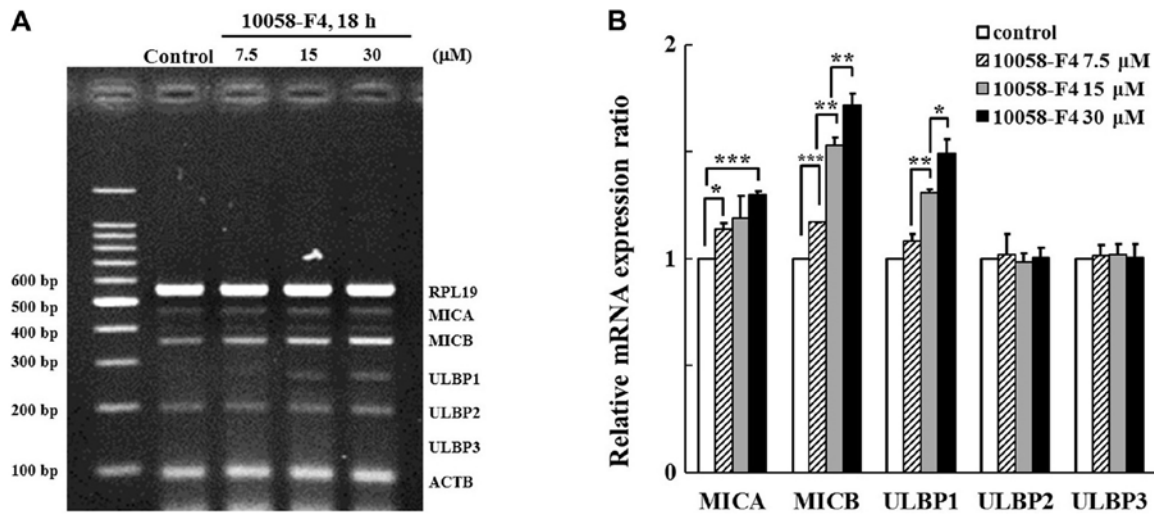 A
10058-F4, 18 h
Control 7.5 15 30 (μM)
600 bp
500 bp
400 bp
300 bp
200 bp
100 bp
RPL19
MICA
MICB
ULBP1
ULBP2
ULBP3
ACTB
B
Relative mRNA expression ratio
2
1
0
control
10058-F4 7.5 μM
10058-F4 15 μM
10058-F4 30 μM
* ***
*** ** **
** *
MICA MICB ULBP1 ULBP2 ULBP3